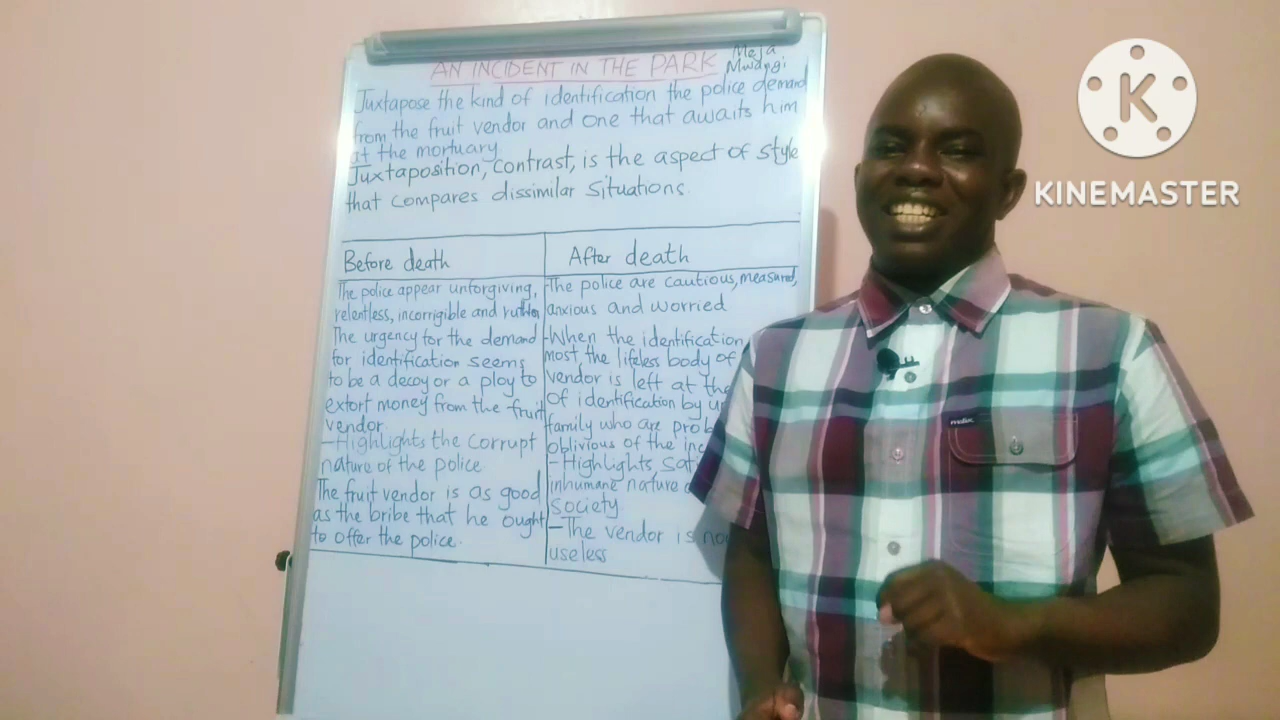 AN INCIDENT IN THE PARK
Meja
Mwangi
Juxtapose the kind of identification the police demand
from the fruit vendor and one that awaits him
at the mortuary
Juxtaposition, contrast, is the aspect of style
that compares dissimilar situations.
Before death
The police appear unforgiving,
relentless, incorrigible and
The urgency for the demand
for identification seems
to be a decoy or a ploy to
extort money from the fruit
vendor
-Highlights the corrupt
nature of the police
The fruit vendor is as good
as the bribe that he ought
to offer the police.
After death
-The police are cautious, measured,
anxious and worried
-When the identification
most, the lifeless body of
vendor is left at the
of identification by
family who are
oblivious of the
-Highlights,
inhumane nature
society
-The vendor is
useless
K
KINEMASTER